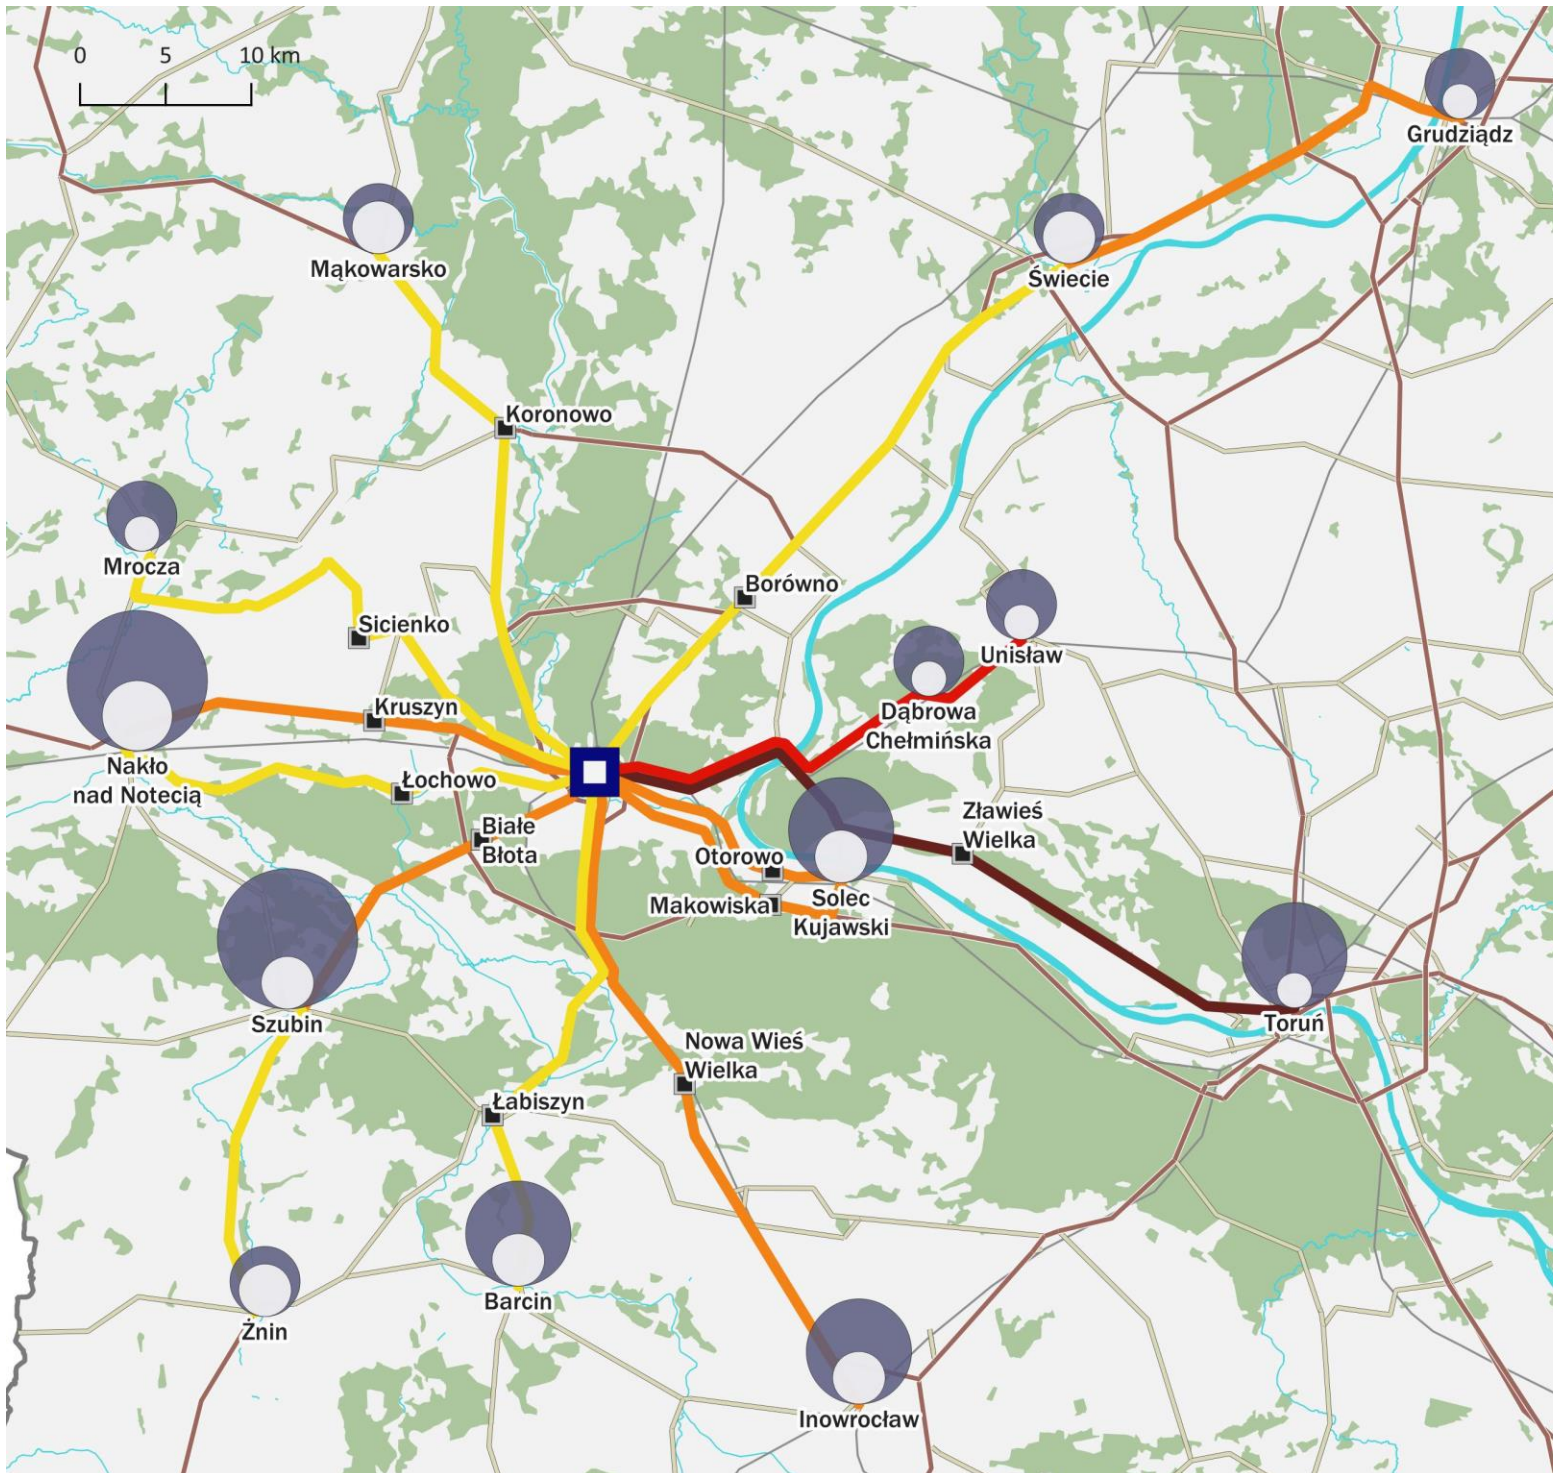 0 5 10 km
Grudziądz
Mąkowarsko
Świecie
Koronowo
Mrocza
Borówno
Sicienko
Unisław
Kruszyn
Dąbrowa
Chełmińska
Nakło
nad Notecią
Łochowo
Białe
Błota
Zławieś
Wielka
Otorowo
Makowiska
Solec
Kujawski
Szubin
Toruń
Nowa Wieś
Wielka
Łabiszyn
Barcin
Żnin
Inowrocław